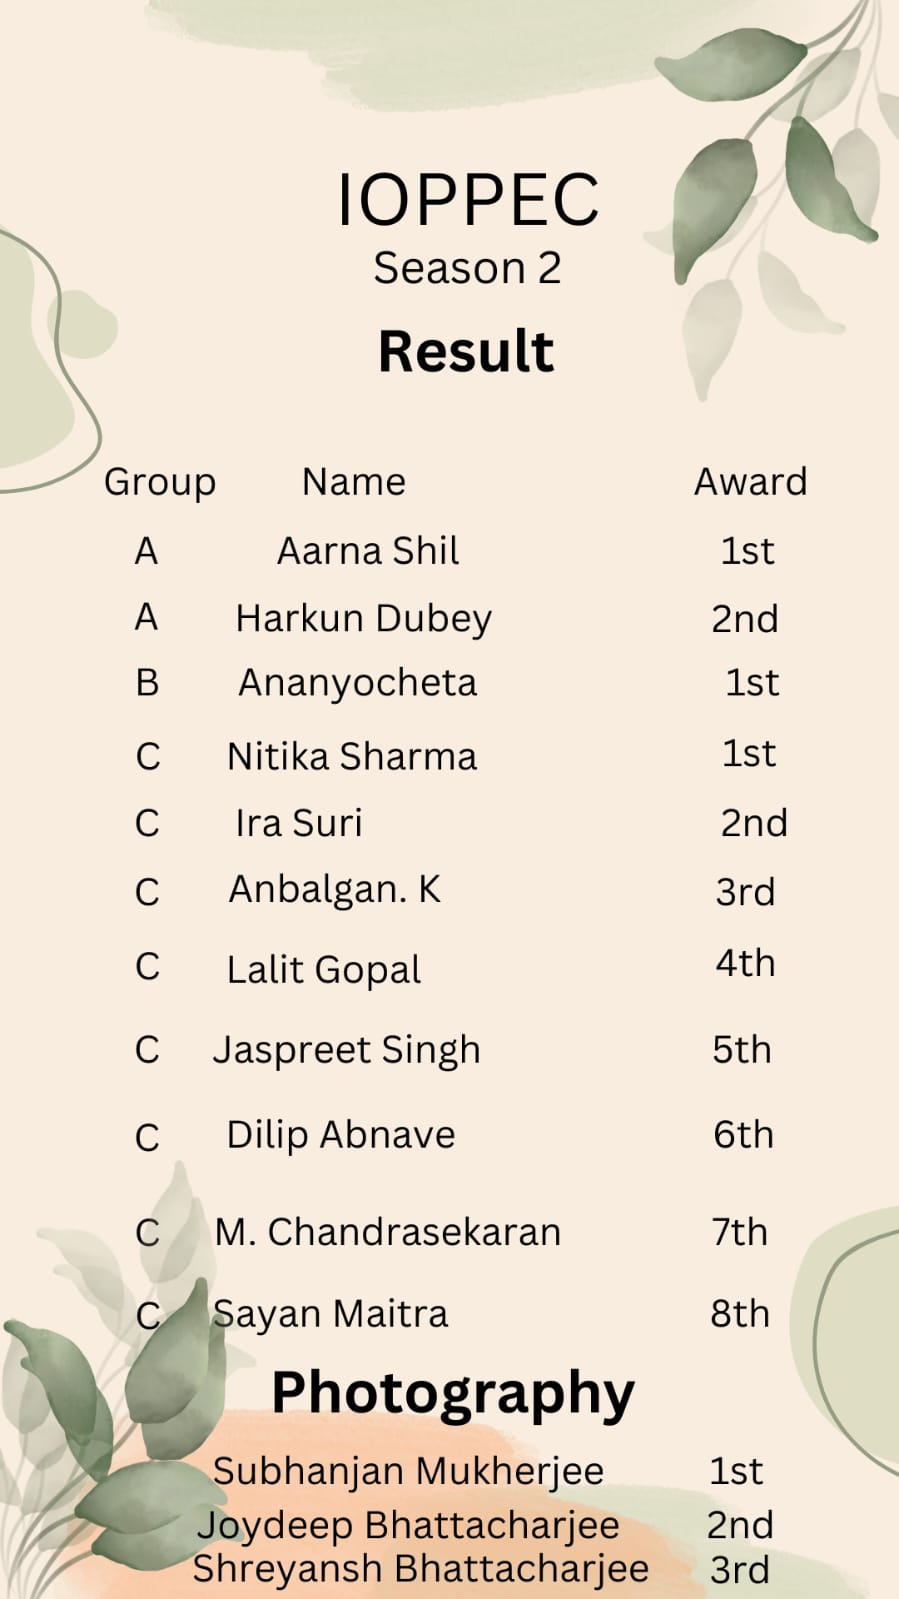 IOPPEC
Season 2
Result
Group Name Award
A Aarna Shil 1st
A Harkun Dubey 2nd
B Ananyocheta 1st
C Nitika Sharma 1st
C Ira Suri 2nd
C Anbalgan. K 3rd
C Lalit Gopal 4th
C Jaspreet Singh 5th
C Dilip Abnave 6th
C M. Chandrasekaran 7th
C Sayan Maitra 8th
Photography
Subhanjan Mukherjee 1st
Joydeep Bhattacharjee 2nd
Shreyansh Bhattacharjee 3rd